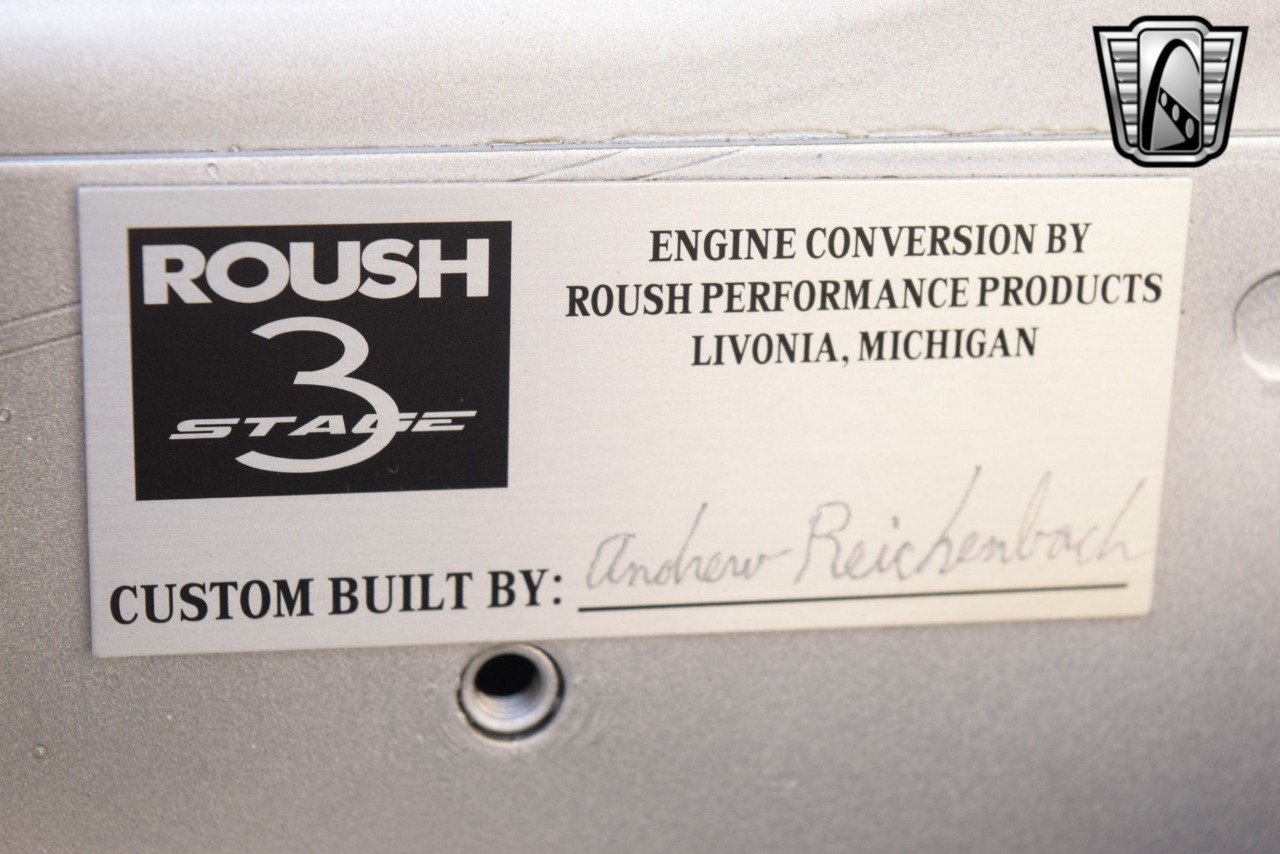 ROUSH
3
STAGE
ENGINE CONVERSION BY
ROUSH PERFORMANCE PRODUCTS
LIVONIA, MICHIGAN
CUSTOM BUILT BY: Andrew Reichenbach